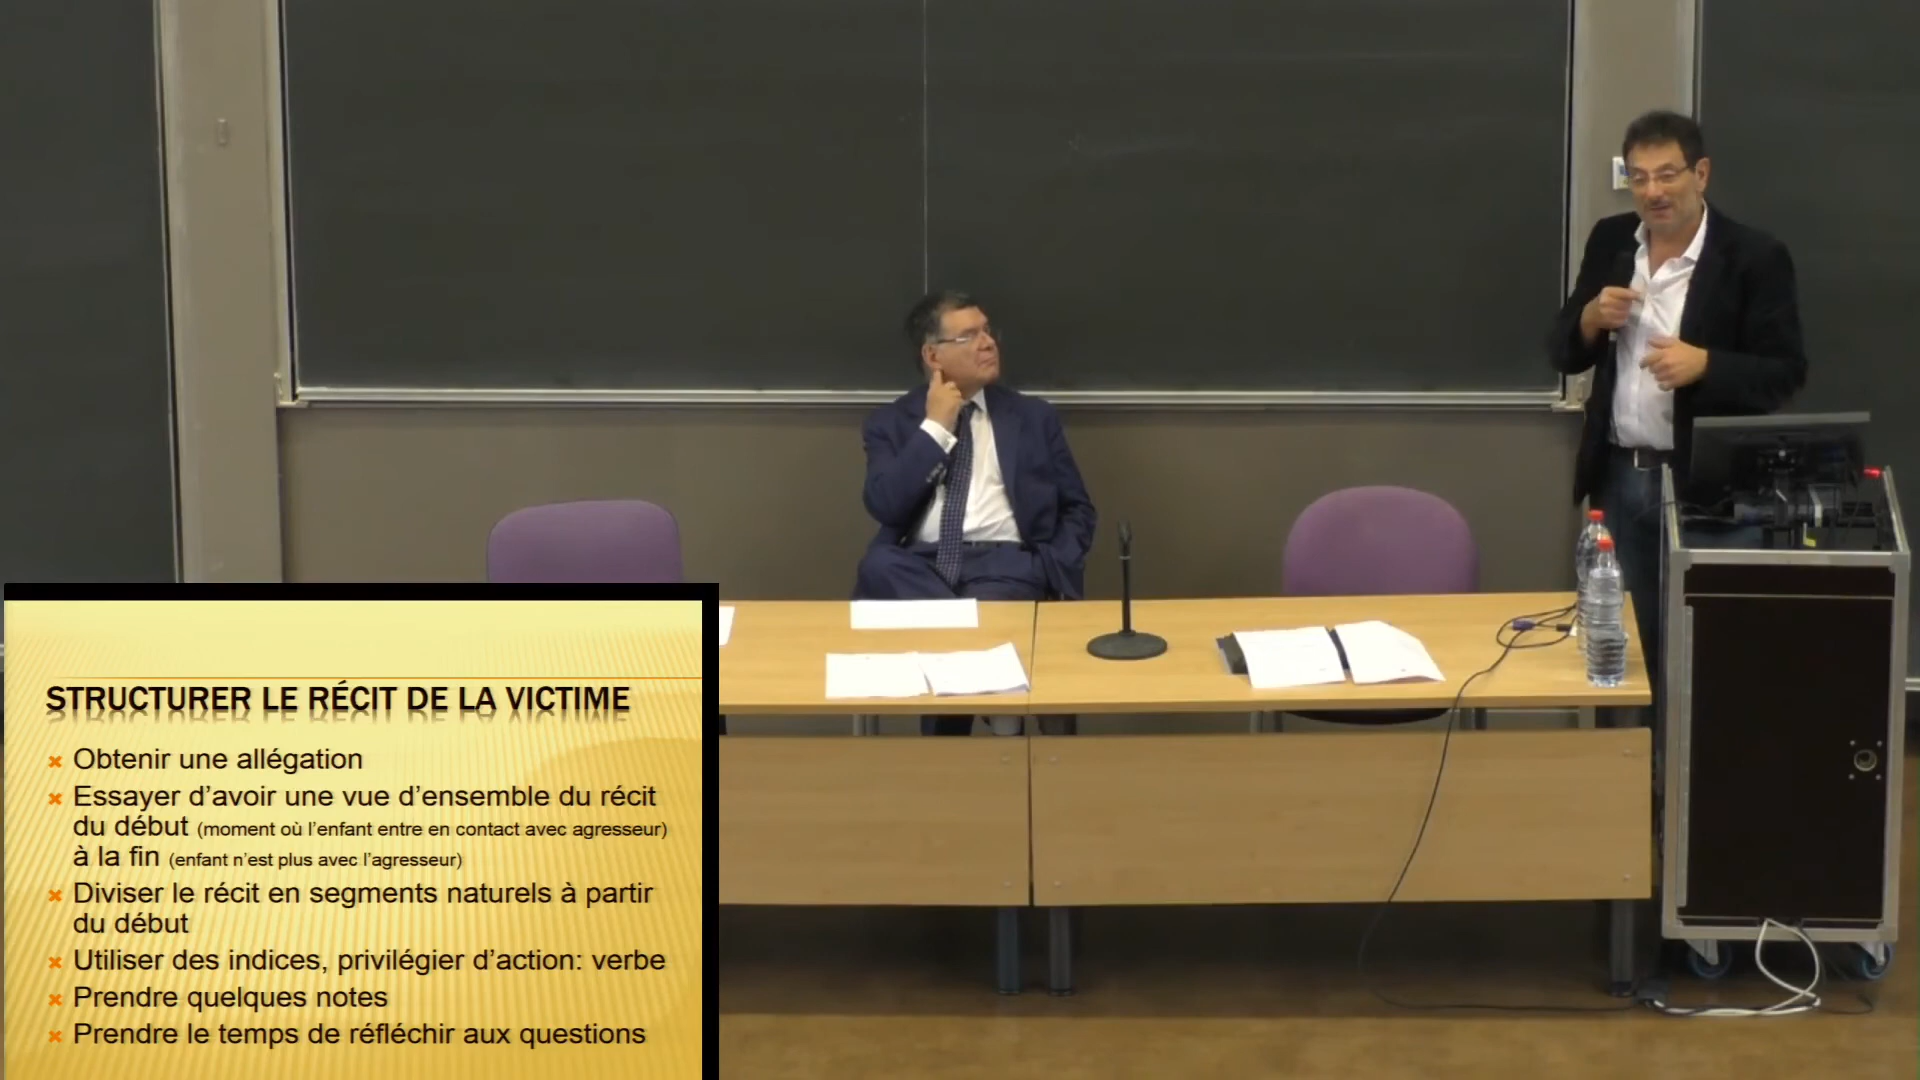 STRUCTURER LE RÉCIT DE LA VICTIME
Obtenir une allégation
Essayer d’avoir une vue d’ensemble du récit
du début (moment où l’enfant entre en contact avec agresseur)
à la fin (enfant n’est plus avec l’agresseur)
Diviser le récit en segments naturels à partir
du début
Utiliser des indices, privilégier d’action: verbe
Prendre quelques notes
Prendre le temps de réfléchir aux questions